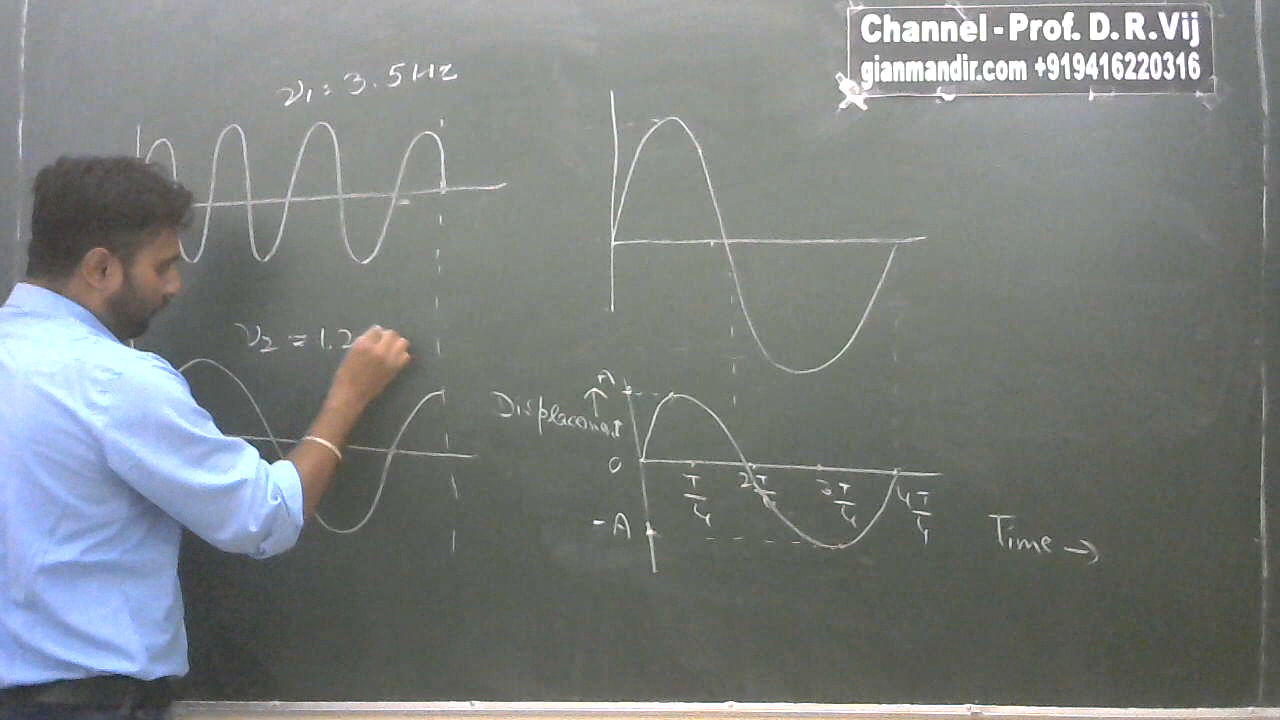 Channel - Prof. D. R. Vij
gianmandir.com +919416220316
ν₁ = 3.5 Hz
ν₂ = 1.2
A
Displacement
0
-A
T/4
2T/4
3T/4
4T/4
Time →